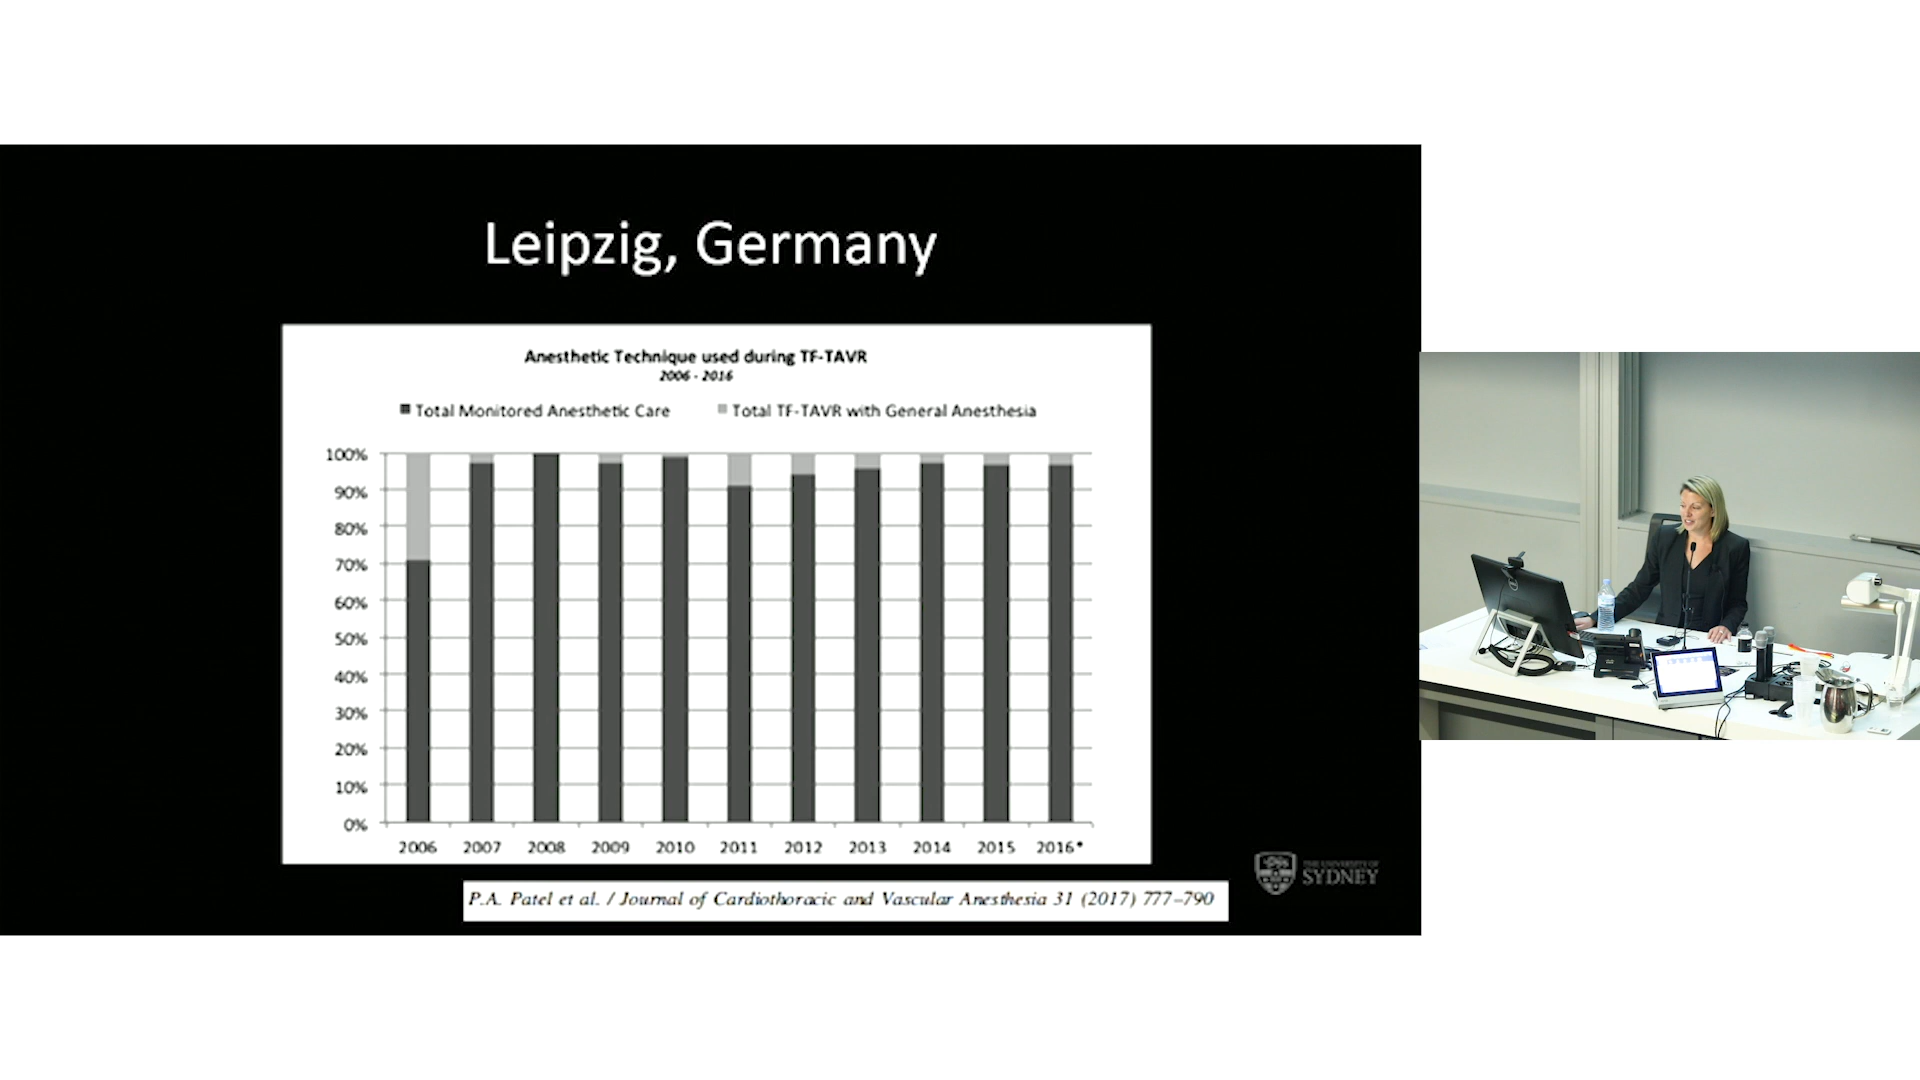 Leipzig, Germany
Anesthetic Technique used during TF-TAVR
2006 - 2016
Total Monitored Anesthetic Care Total TF-TAVR with General Anesthesia
100%
90%
80%
70%
60%
50%
40%
30%
20%
10%
0%
2006 2007 2008 2009 2010 2011 2012 2013 2014 2015 2016*
P.A. Patel et al. / Journal of Cardiothoracic and Vascular Anesthesia 31 (2017) 777–790
THE UNIVERSITY OF
SYDNEY